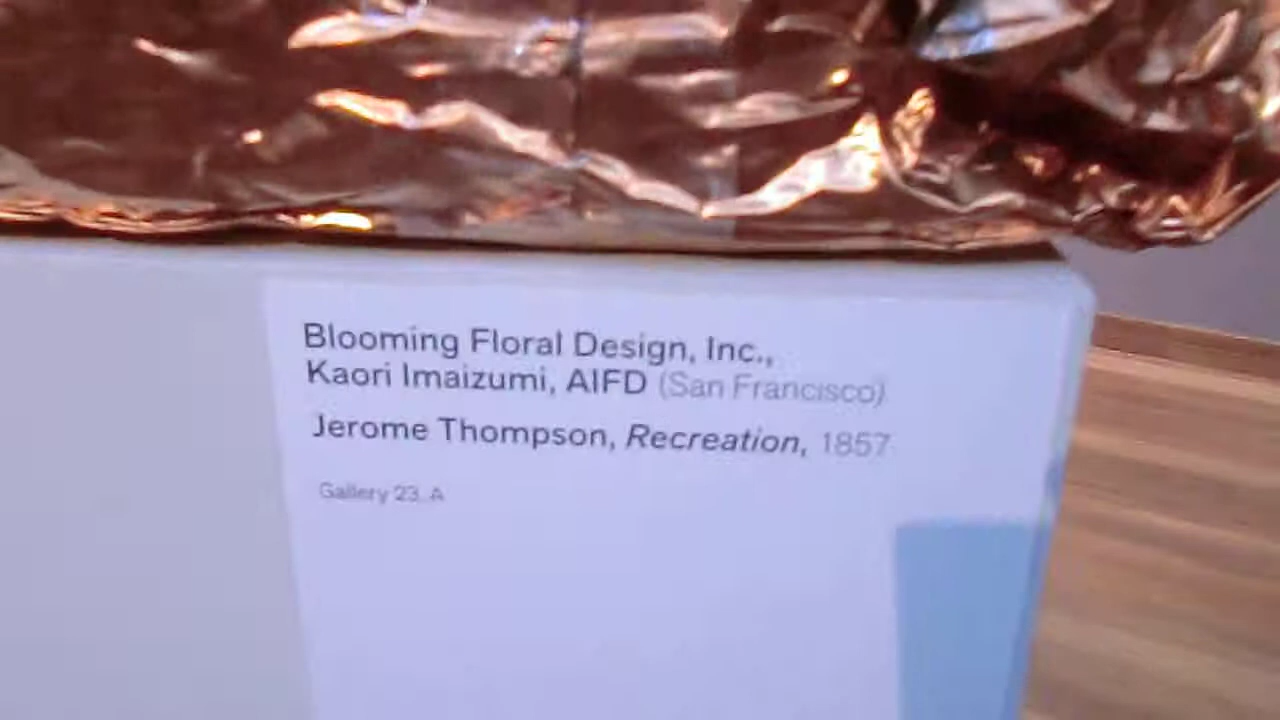 Blooming Floral Design, Inc.,
Kaori Imaizumi, AIFD (San Francisco)
Jerome Thompson, Recreation, 1857
Gallery 23, A